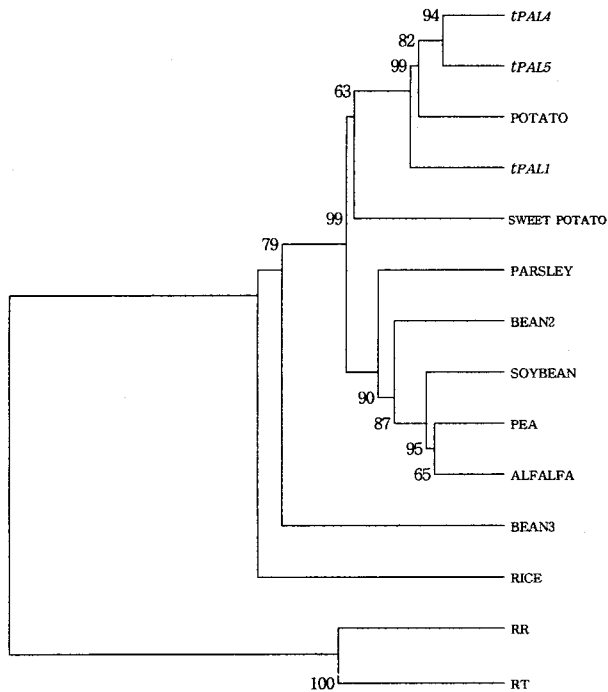 94
tPAL4
82
99
tPAL5
63
POTATO
tPAL1
99
SWEET POTATO
79
PARSLEY
BEAN2
SOYBEAN
90
87
PEA
95
65
ALFALFA
BEAN3
RICE
RR
100
RT